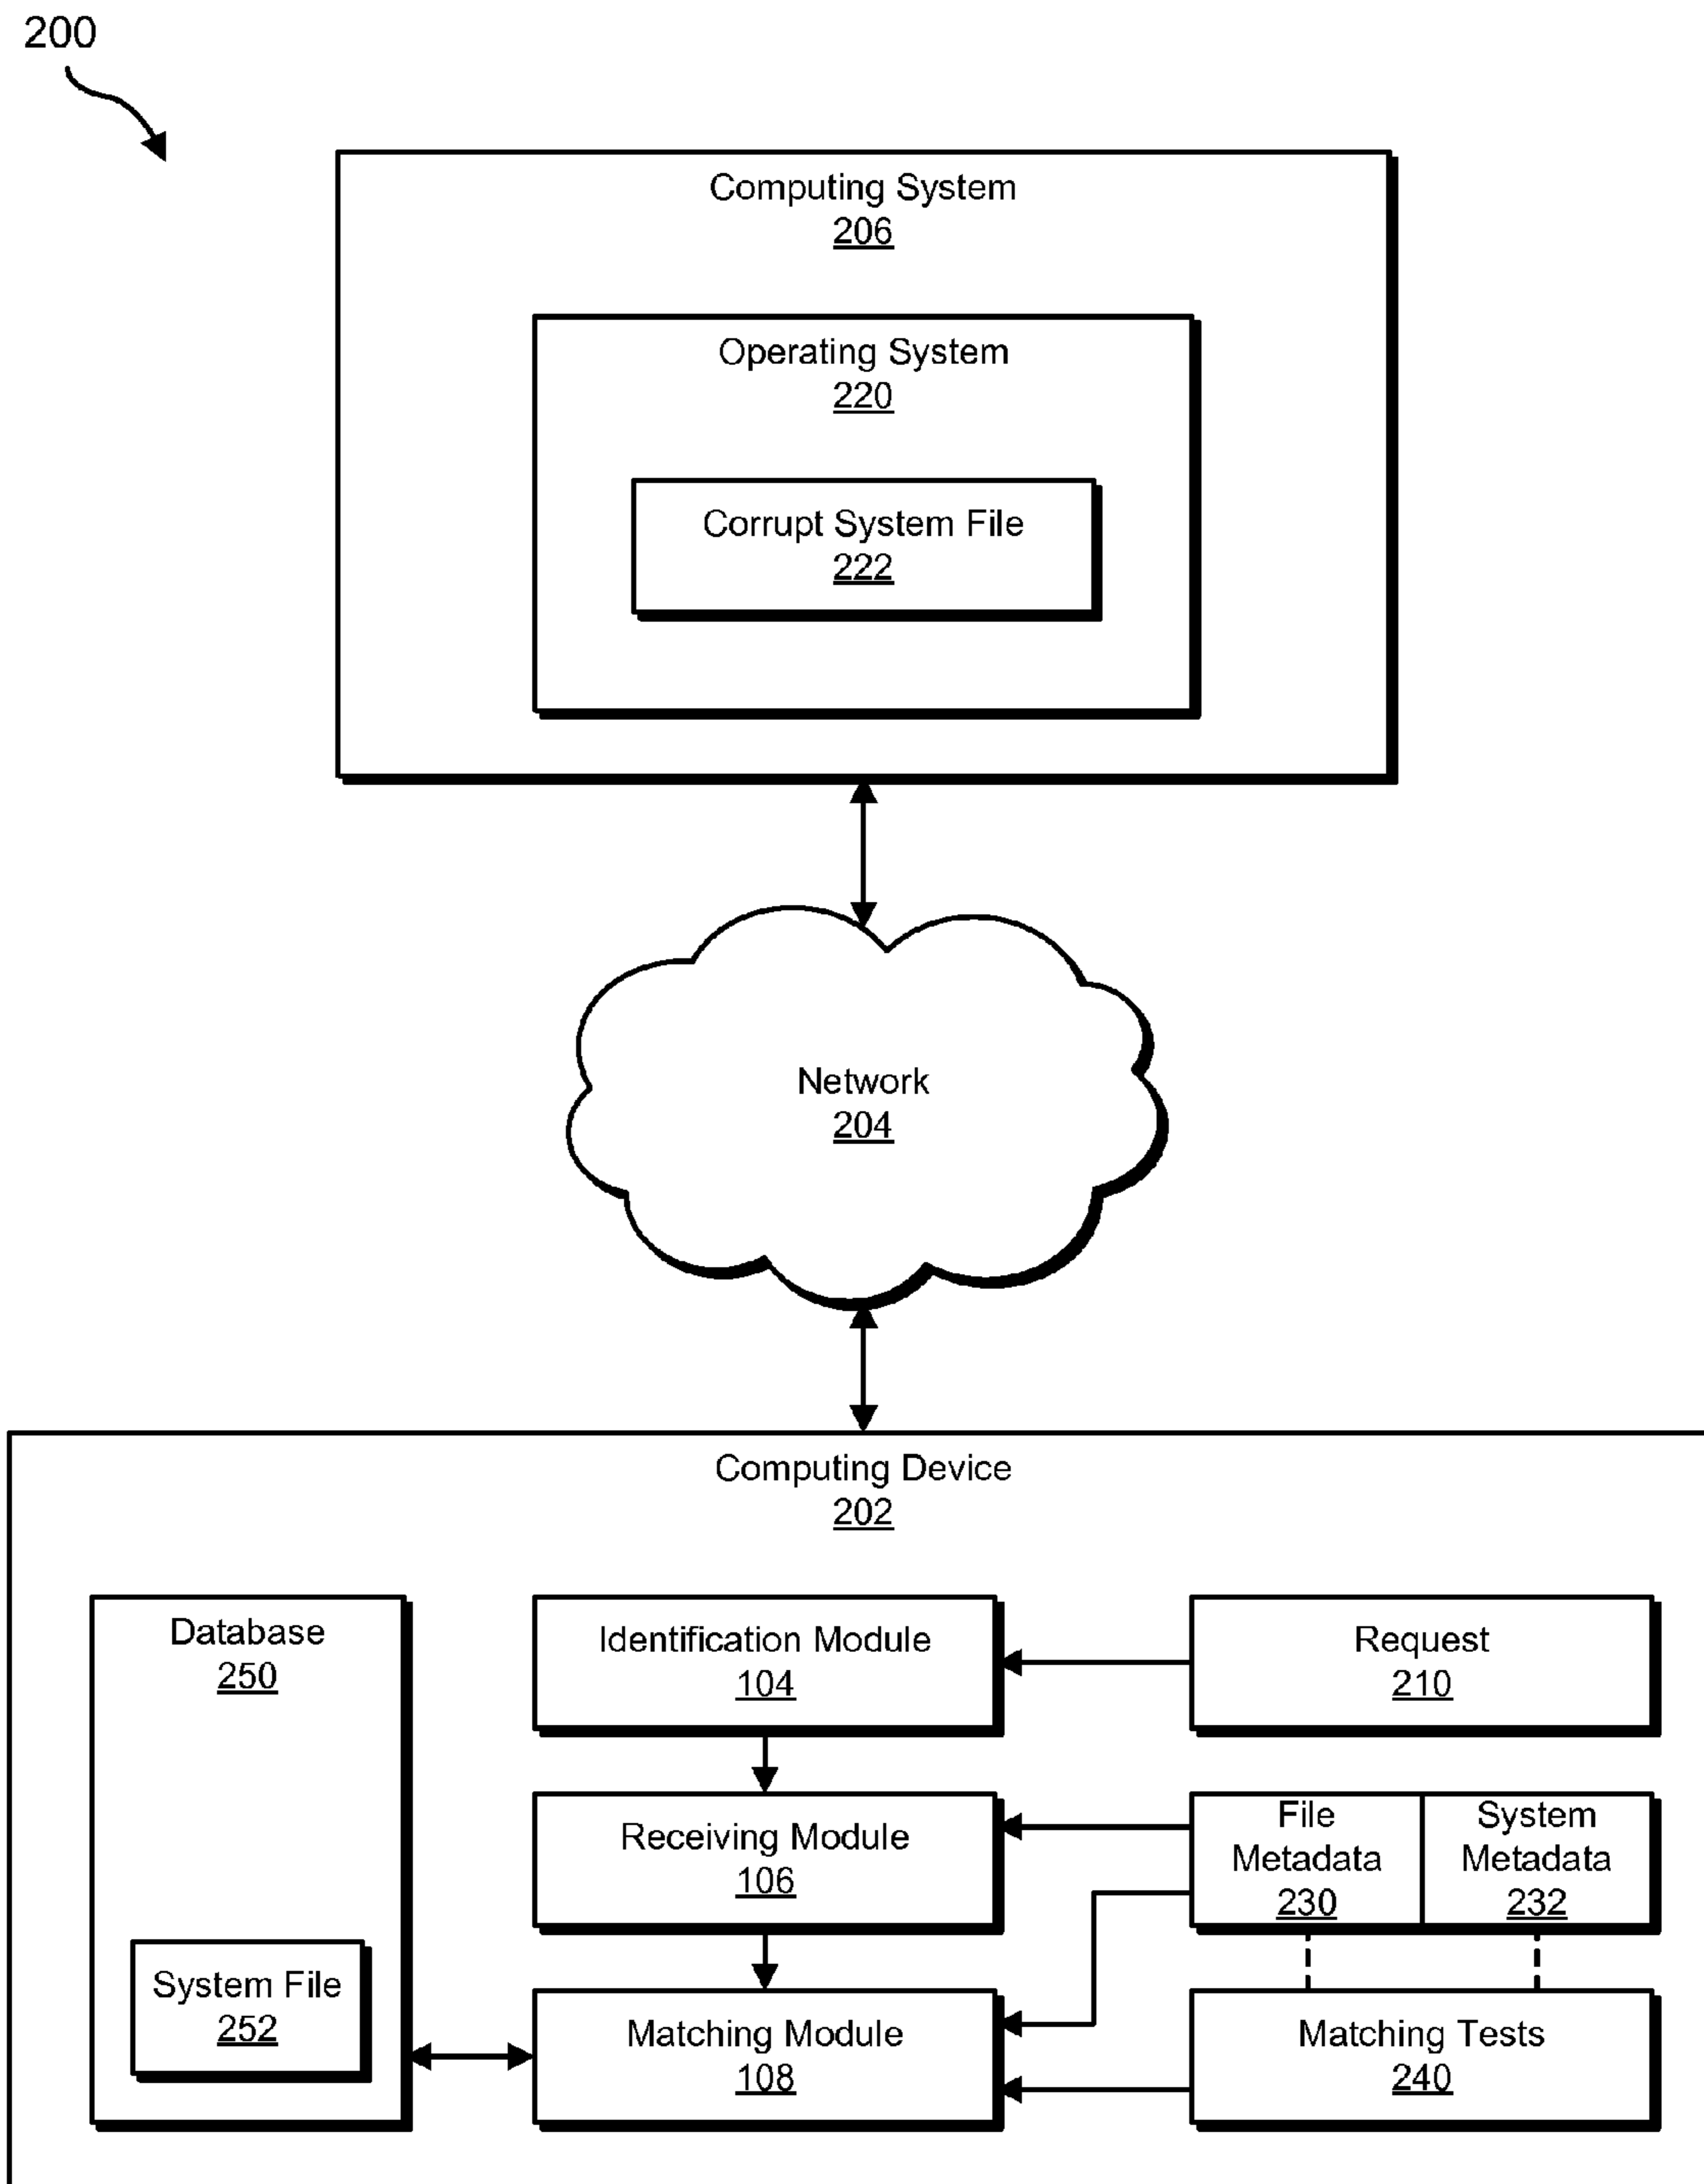 200
Computing System
206
Operating System
220
Corrupt System File
222
Network
204
Computing Device
202
Database
250
System File
252
Identification Module
104
Request
210
Receiving Module
106
File
Metadata
230
System
Metadata
232
Matching Module
108
Matching Tests
240